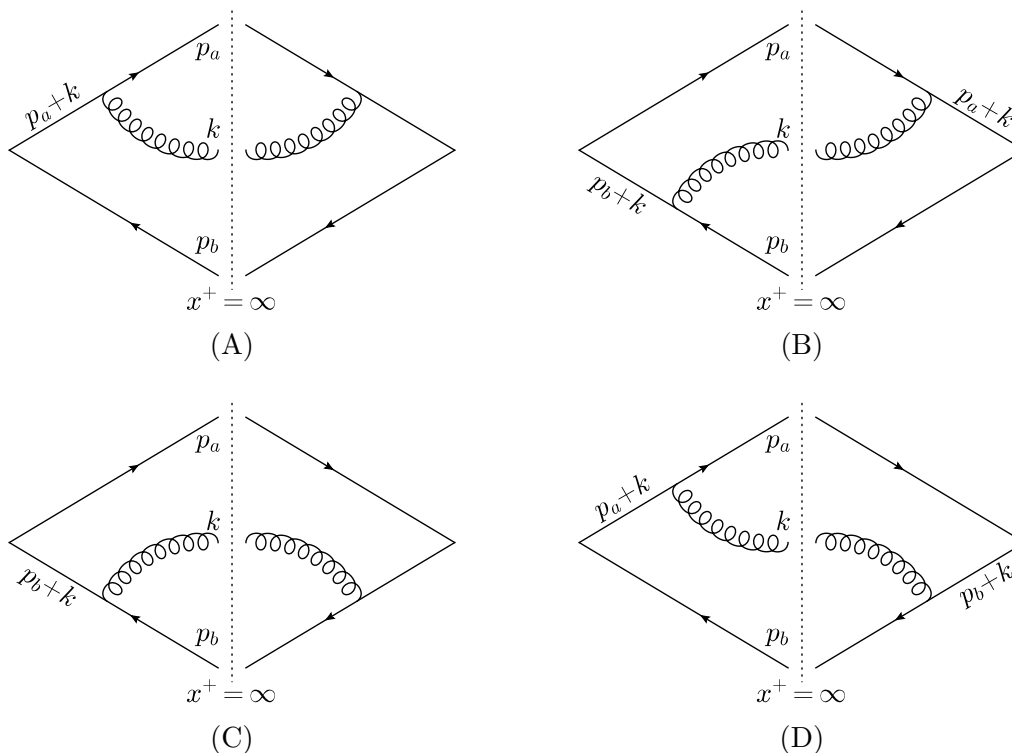 p_a+k
p_a
k
p_b
x^+ = ∞
(A)
p_a
p_a+k
k
p_b+k
p_b
x^+ = ∞
(B)
p_a
k
p_b+k
p_b
x^+ = ∞
(C)
p_a
p_a+k
k
p_b+k
p_b
x^+ = ∞
(D)